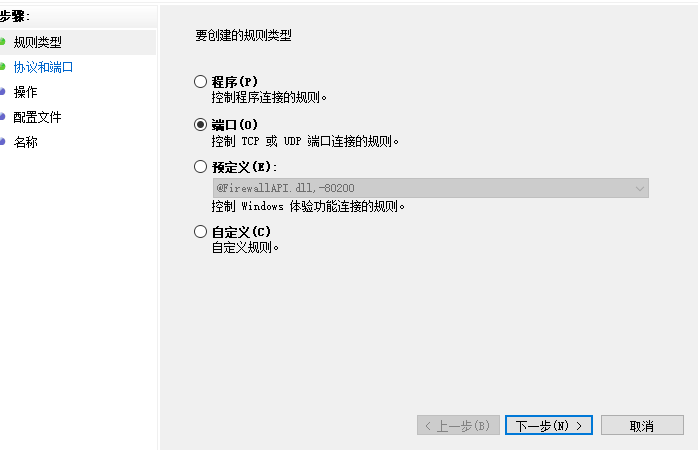 步骤:
规则类型
协议和端口
操作
配置文件
名称
要创建的规则类型
程序(P)
控制程序连接的规则。
端口(O)
控制 TCP 或 UDP 端口连接的规则。
预定义(E):
@FirewallAPI.dll,-80200
控制 Windows 体验功能连接的规则。
自定义(C)
自定义规则。
< 上一步(B)
下一步(N) >
取消